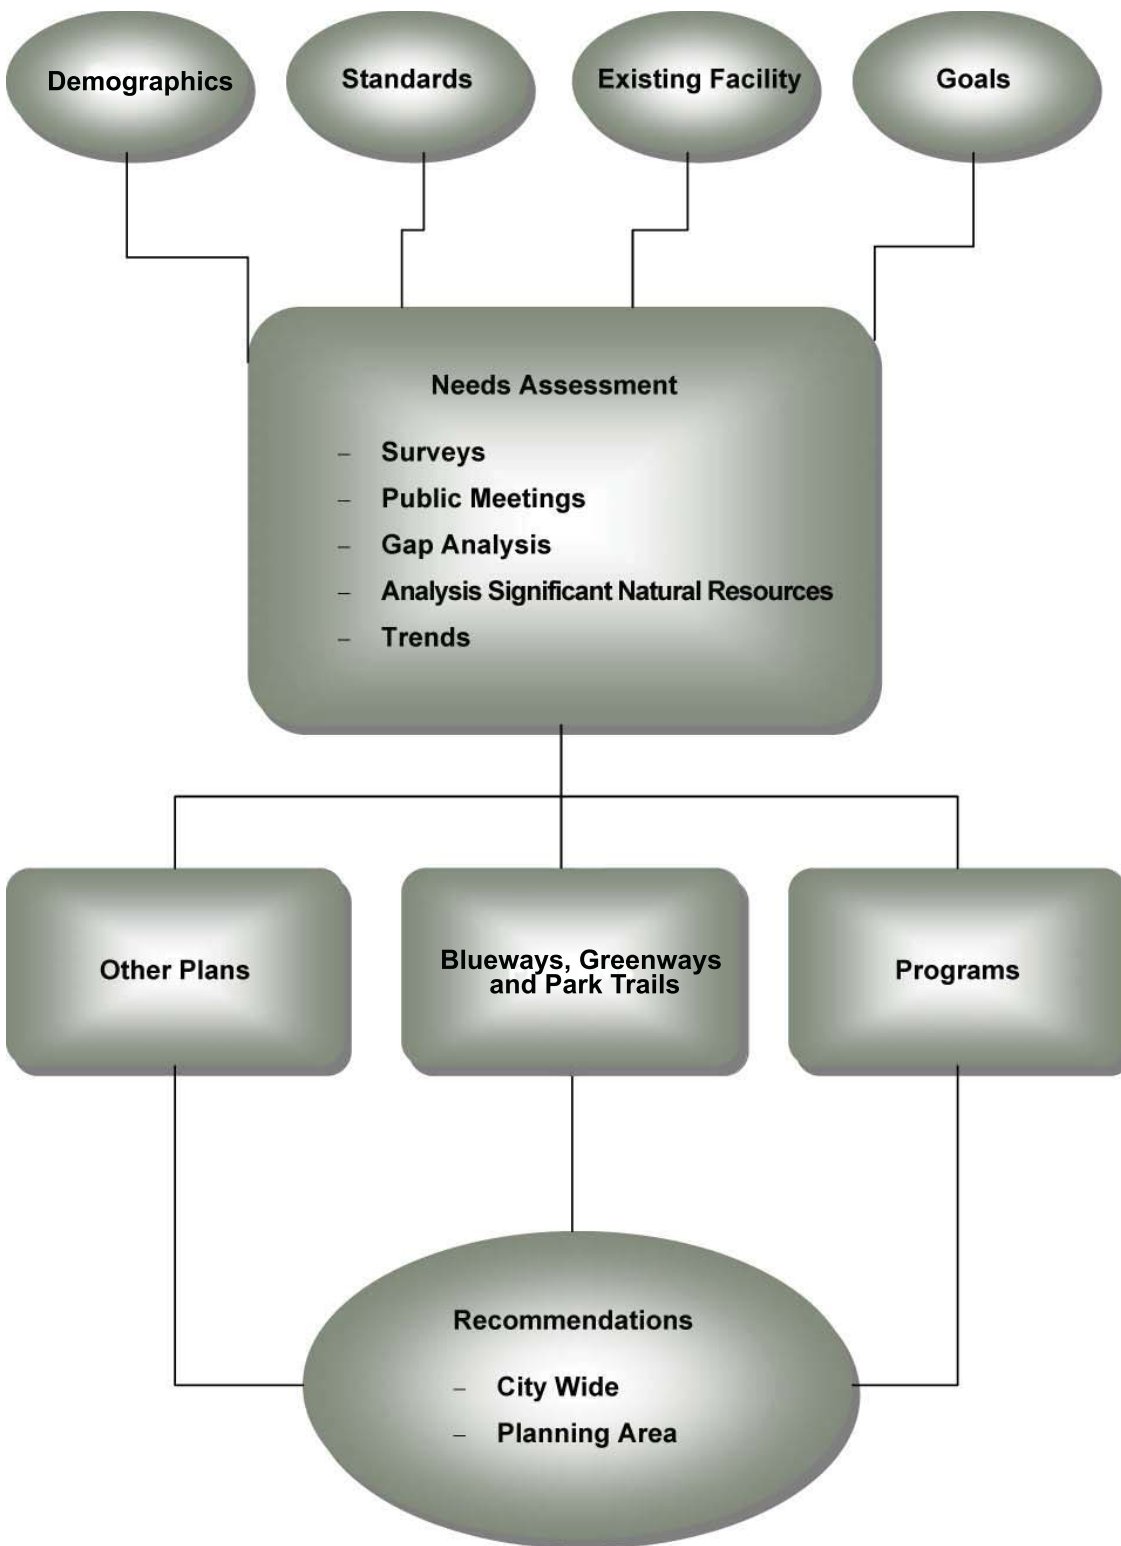 Demographics
Standards
Existing Facility
Goals
Needs Assessment
– Surveys
– Public Meetings
– Gap Analysis
– Analysis Significant Natural Resources
– Trends
Other Plans
Blueways, Greenways
and Park Trails
Programs
Recommendations
– City Wide
– Planning Area